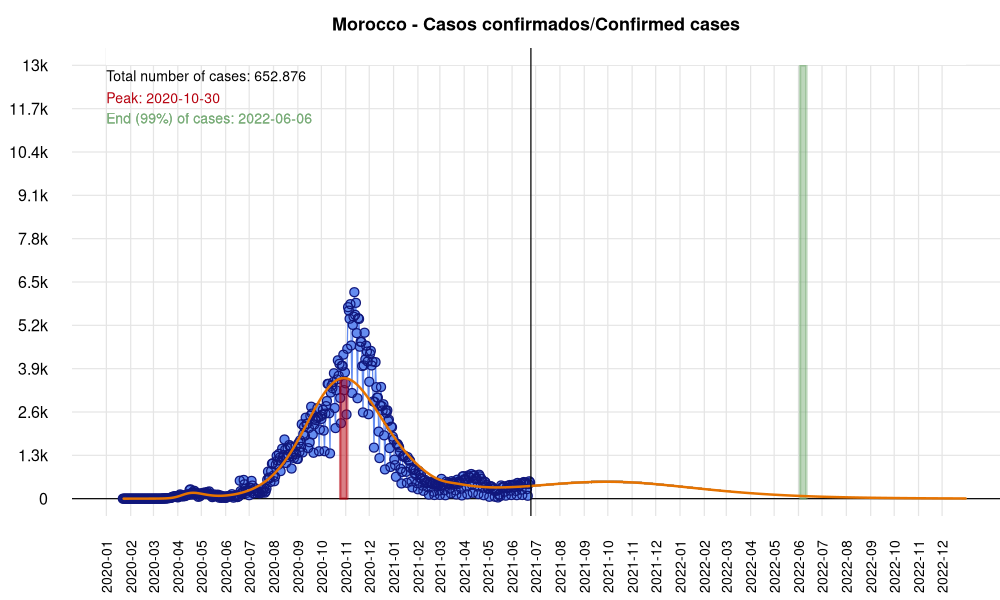 Morocco - Casos confirmados/Confirmed cases
Total number of cases: 652.876
Peak: 2020-10-30
End (99%) of cases: 2022-06-06
13k
11.7k
10.4k
9.1k
7.8k
6.5k
5.2k
3.9k
2.6k
1.3k
0
2020-01
2020-02
2020-03
2020-04
2020-05
2020-06
2020-07
2020-08
2020-09
2020-10
2020-11
2020-12
2021-01
2021-02
2021-03
2021-04
2021-05
2021-06
2021-07
2021-08
2021-09
2021-10
2021-11
2021-12
2022-01
2022-02
2022-03
2022-04
2022-05
2022-06
2022-07
2022-08
2022-09
2022-10
2022-11
2022-12